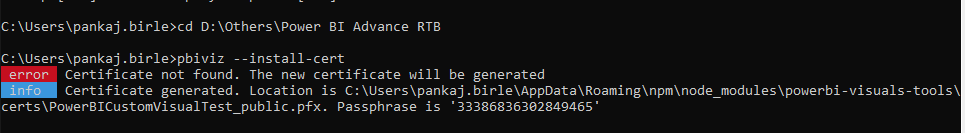 C:\Users\pankaj.birle>cd D:\Others\Power BI Advance RTB
C:\Users\pankaj.birle>pbiviz --install-cert
error Certificate not found. The new certificate will be generated
info Certificate generated. Location is C:\Users\pankaj.birle\AppData\Roaming\npm\node_modules\powerbi-visuals-tools\
certs\PowerBICustomVisualTest_public.pfx. Passphrase is '33386836302849465'